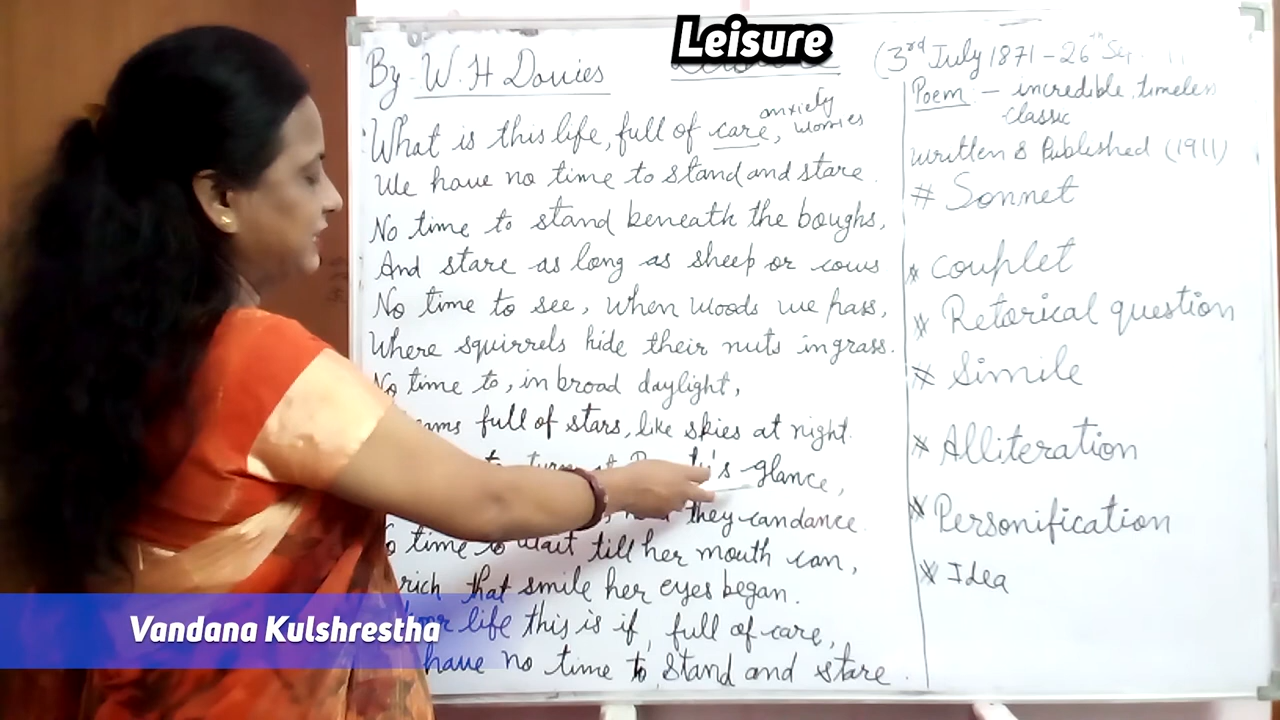 Leisure
By W. H Davies
(3rd July 1871 - 26th Sep
What is this life, full of care, anxiety worries
We have no time to stand and stare.
No time to stand beneath the boughs,
And stare as long as sheep or cows
No time to see, when woods we pass,
Where squirrels hide their nuts in grass.
No time to, in broad daylight,
full of stars, like skies at night.
glance,
they can dance.
time to wait till her mouth can,
rich that smile her eyes began.
life this is if, full of care,
have no time to stand and stare.
Poem :- incredible, timeless
classic
written & Published (1911)
# Sonnet
* Couplet
* Retorical question
* Simile
* Alliteration
* Personification
* Idea
Vandana Kulshrestha